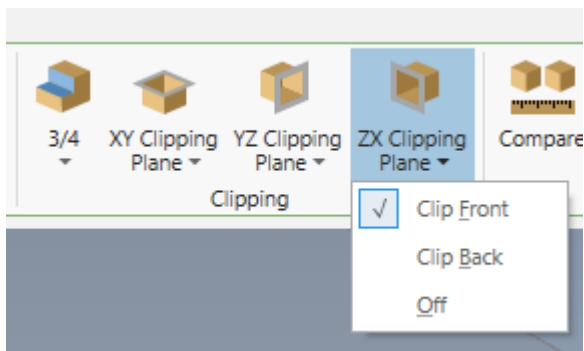 3/4
XY Clipping
Plane
YZ Clipping
Plane
ZX Clipping
Plane
Compare
Clipping
√ Clip Front
Clip Back
Off